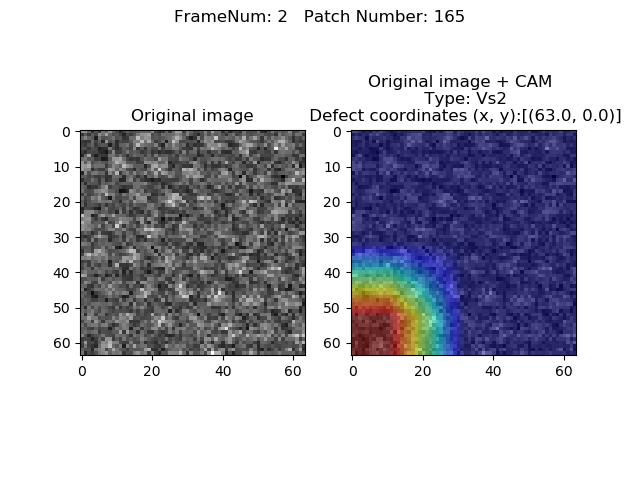 FrameNum: 2   Patch Number: 165
Original image
Original image + CAM
Type: Vs2
Defect coordinates (x, y):[(63.0, 0.0)]
0
10
20
30
40
50
60
0 20 40 60
0
10
20
30
40
50
60
0 20 40 60